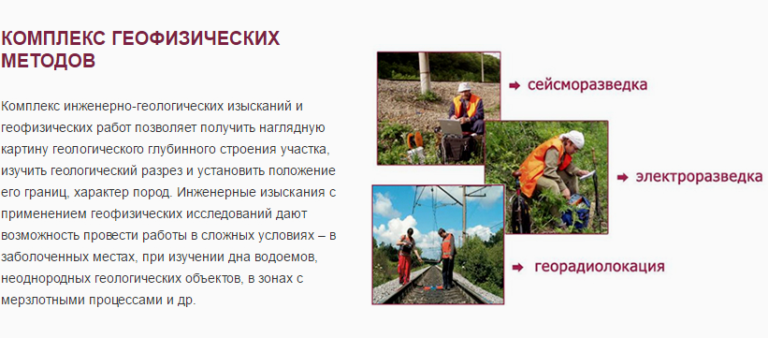 КОМПЛЕКС ГЕОФИЗИЧЕСКИХ
МЕТОДОВ
Комплекс инженерно-геологических изысканий и
геофизических работ позволяет получить наглядную
картину геологического глубинного строения участка,
изучить геологический разрез и установить положение
его границ, характер пород. Инженерные изыскания с
применением геофизических исследований дают
возможность провести работы в сложных условиях – в
заболоченных местах, при изучении дна водоемов,
неоднородных геологических объектов, в зонах с
мерзлотными процессами и др.
сейсморазведка
электроразведка
георадиолокация